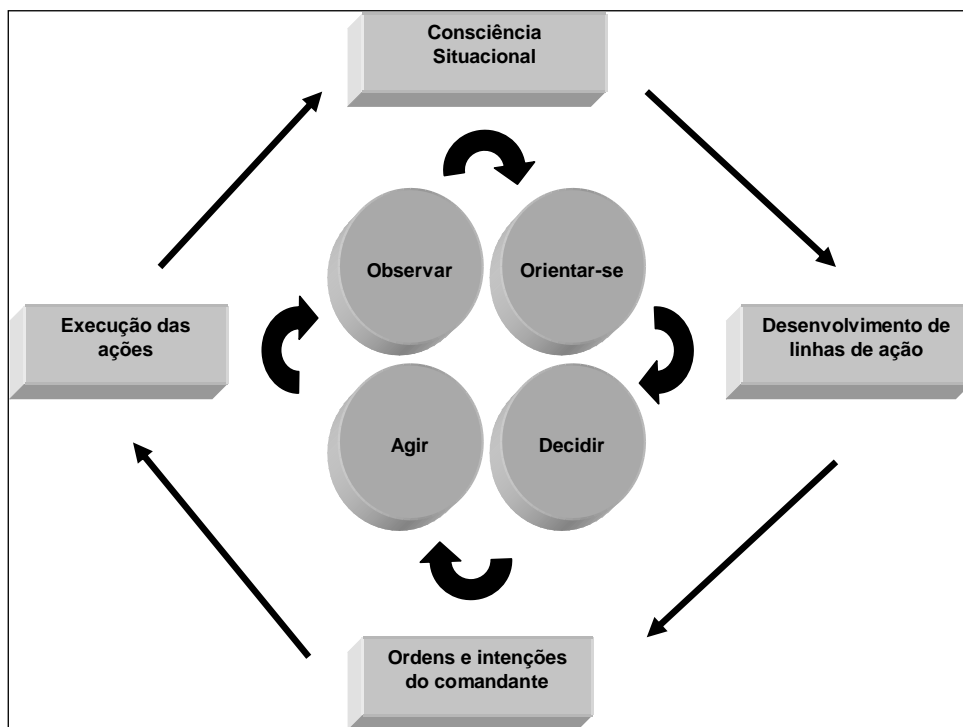 Consciência
Situacional
Observar
Orientar-se
Execução das
ações
Desenvolvimento de
linhas de ação
Agir
Decidir
Ordens e intenções
do comandante